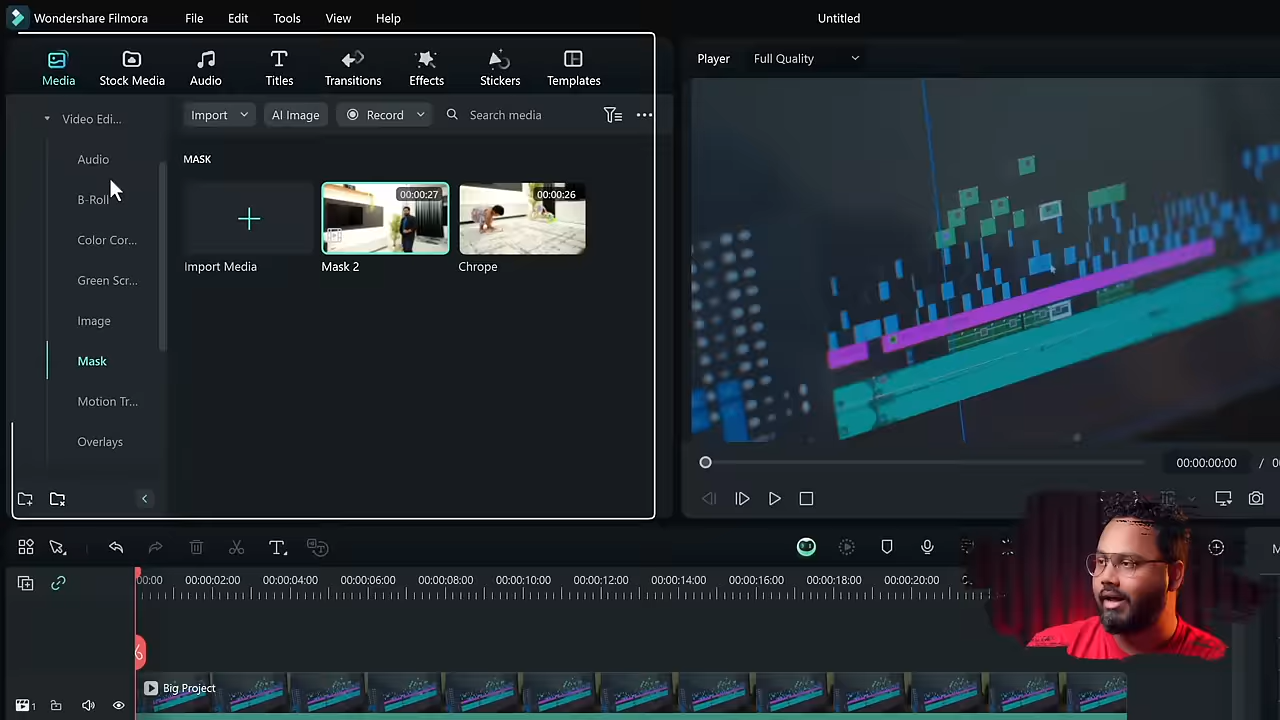 Wondershare Filmora
File
Edit
Tools
View
Help
Untitled
Media
Stock Media
Audio
Titles
Transitions
Effects
Stickers
Templates
Player
Full Quality
Video Edi...
Import
AI Image
Record
Search media
Audio
B-Roll
Color Cor...
Green Scr...
Image
Mask
Motion Tr...
Overlays
MASK
00:00:27
00:00:26
Import Media
Mask 2
Chrope
00:00:00:00
/
00:00
00:00:02:00
00:00:04:00
00:00:06:00
00:00:08:00
00:00:10:00
00:00:12:00
00:00:14:00
00:00:16:00
00:00:18:00
00:00:20:00
Big Project
1